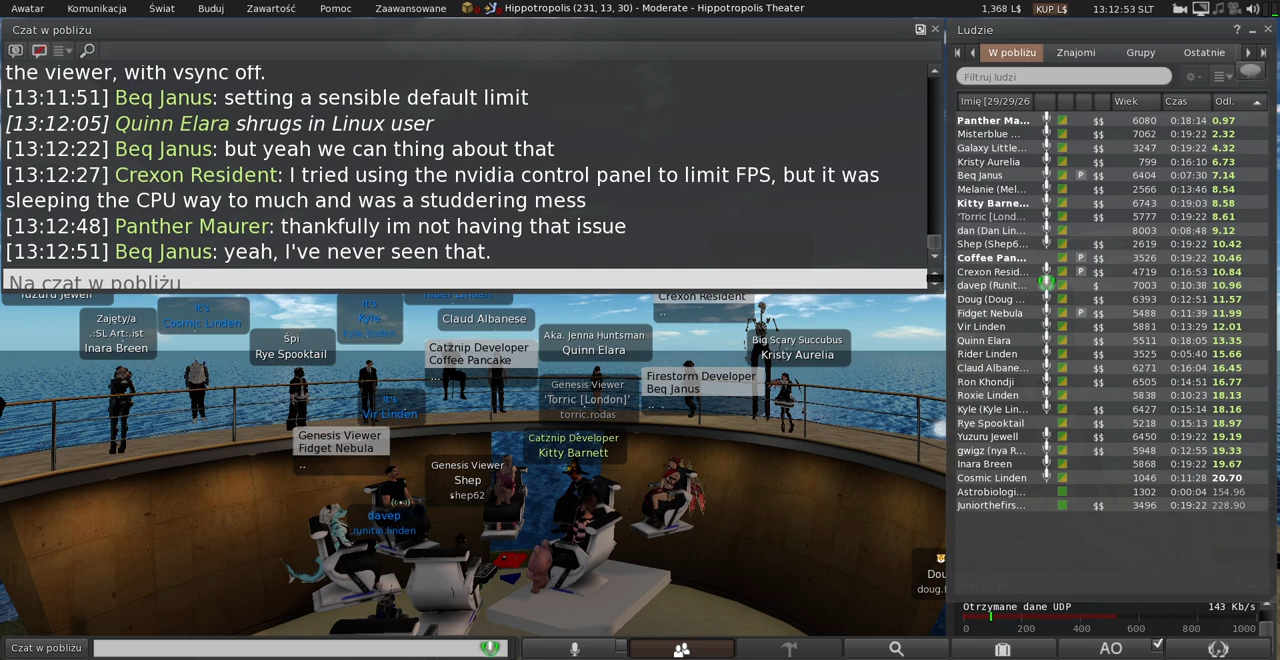 Awatar Komunikacja Świat Buduj Zawartość Pomoc Zaawansowane Hippotropolis (231, 13, 30) - Moderate - Hippotropolis Theater 1,368 L$ KUP L$ 13:12:53 SLT
Czat w pobliżu
the viewer, with vsync off.
[13:11:51] Beq Janus: setting a sensible default limit
[13:12:05] Quinn Elara shrugs in Linux user
[13:12:22] Beq Janus: but yeah we can thing about that
[13:12:27] Crexon Resident: I tried using the nvidia control panel to limit FPS, but it was
sleeping the CPU way to much and was a studdering mess
[13:12:48] Panther Maurer: thankfully im not having that issue
[13:12:51] Beq Janus: yeah, I've never seen that.
Na czat w pobliżu
Yuzuru Jewell
Rider Linden
Crexon Resident
..
Zajęty/a
.:SL Art:.ist
Inara Breen
It's
Cosmic Linden
It's
Kyle
kyle.linden
Śpi
Rye Spooktail
Claud Albanese
Catznip Developer
Coffee Pancake
...
Aka. Jenna Huntsman
Quinn Elara
Big Scary Succubus
Kristy Aurelia
Firestorm Developer
Beq Janus
Genesis Viewer
'Torric [London]'
torric.rodas
It's
Vir Linden
Genesis Viewer
Fidget Nebula
..
Catznip Developer
Kitty Barnett
Genesis Viewer
Shep
shep62
davep
runitai.linden
Dou
doug.f
Czat w pobliżu
AO
Ludzie
W pobliżu Znajomi Grupy Ostatnie
Filtruj ludzi
Imię [29/29/26 Wiek Czas Odl.
Panther Ma... $$ 6080 0:18:14 0.97
Misterblue ... $$ 7062 0:19:22 2.32
Galaxy Little... $$ 3247 0:19:22 4.32
Kristy Aurelia $$ 799 0:16:10 6.73
Beq Janus P $$ 6404 0:07:30 7.14
Melanie (Mel... $$ 2566 0:13:46 8.54
Kitty Barne... $$ 6743 0:19:03 8.58
'Torric [Lond... $$ 5777 0:19:22 8.61
dan (Dan Lin... 8003 0:08:48 9.12
Shep (Shep6... $$ 2619 0:19:22 10.42
Coffee Pan... P $$ 3526 0:19:22 10.46
Crexon Resid... P $$ 4719 0:16:53 10.84
davep (Runit... $ 7003 0:10:38 10.96
Doug (Doug ... $$ 6393 0:12:51 11.57
Fidget Nebula P $$ 5488 0:11:39 11.99
Vir Linden $$ 5881 0:13:29 12.01
Quinn Elara $$ 5511 0:18:05 13.35
Rider Linden $$ 3525 0:05:40 15.66
Claud Albane... $$ 6271 0:16:04 16.45
Ron Khondji $$ 6505 0:14:51 16.77
Roxie Linden 5838 0:10:23 18.13
Kyle (Kyle Lin... $$ 6427 0:15:14 18.16
Rye Spooktail $$ 5218 0:15:13 18.97
Yuzuru Jewell $$ 6450 0:19:22 19.19
gwigz (nya R... $$ 5948 0:12:55 19.33
Inara Breen 5868 0:19:22 19.67
Cosmic Linden $$ 1046 0:11:28 20.70
Astrobiologi... 1302 0:00:04 154.96
Juniorthefirs... $$ 3496 0:19:22 228.90
Otrzymane dane UDP 143 Kb/s
0 200 400 600 800 1000